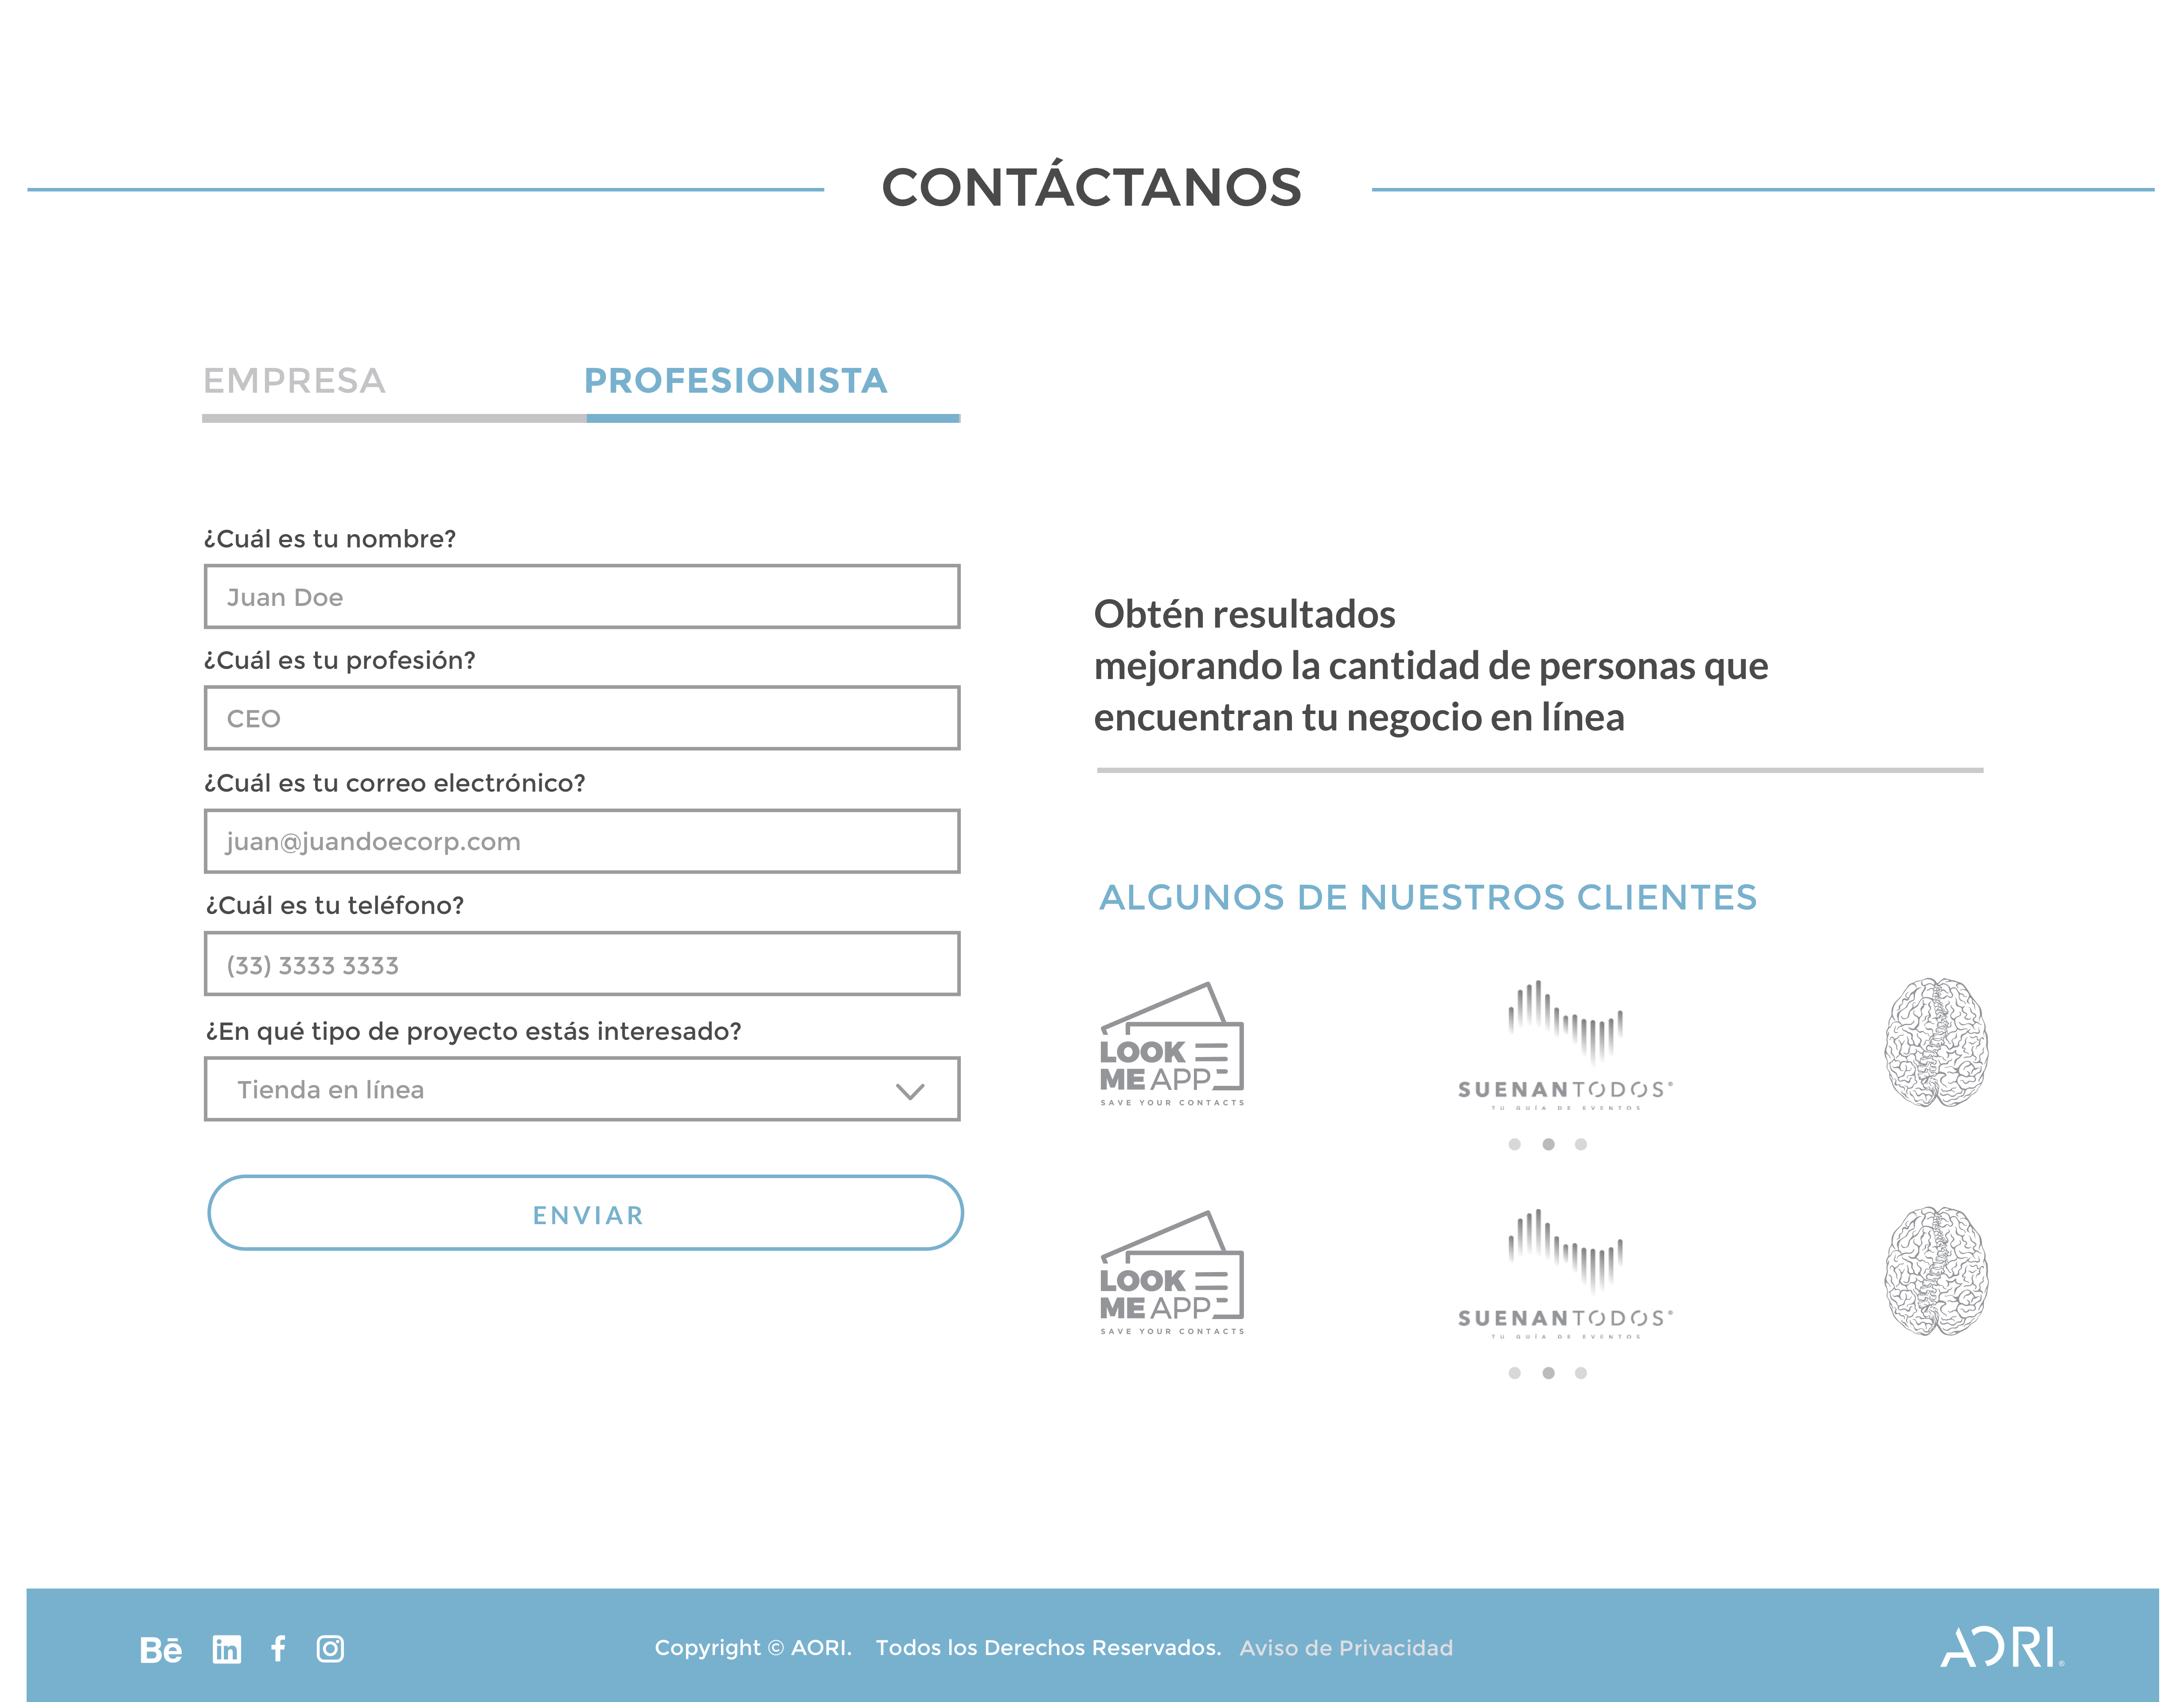 CONTÁCTANOS
EMPRESA
PROFESIONISTA
¿Cuál es tu nombre?
Juan Doe
¿Cuál es tu profesión?
CEO
¿Cuál es tu correo electrónico?
juan@juandoecorp.com
¿Cuál es tu teléfono?
(33) 3333 3333
¿En qué tipo de proyecto estás interesado?
Tienda en línea
ENVIAR
Obtén resultados
mejorando la cantidad de personas que
encuentran tu negocio en línea
ALGUNOS DE NUESTROS CLIENTES
LOOK
ME APP
SAVE YOUR CONTACTS
SUENANTODOS®
TU GUÍA DE EVENTOS
LOOK
ME APP
SAVE YOUR CONTACTS
SUENANTODOS®
TU GUÍA DE EVENTOS
Bē in f
Copyright © AORI. Todos los Derechos Reservados. Aviso de Privacidad
AORI®